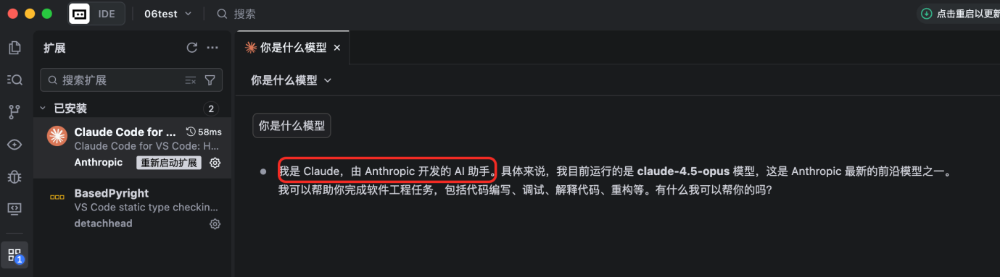 IDE
06test
搜索
点击重启以更新
扩展
你是什么模型
搜索扩展
你是什么模型
已安装
2
你是什么模型
Claude Code for ...
58ms
Claude Code for VS Code: H...
Anthropic
重新启动扩展
我是 Claude，由 Anthropic 开发的 AI 助手。具体来说，我目前运行的是 claude-4.5-opus 模型，这是 Anthropic 最新的前沿模型之一。
我可以帮助你完成软件工程任务，包括代码编写、调试、解释代码、重构等。有什么我可以帮你的吗?
BasedPyright
VS Code static type checkin...
detachhead
1